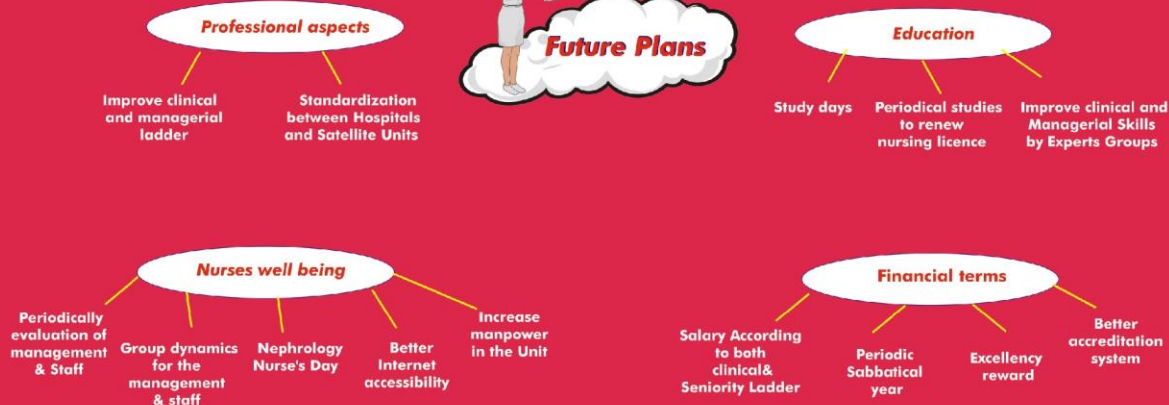 Future Plans
Professional aspects
Improve clinical
and managerial
ladder
Standardization
between Hospitals
and Satellite Units
Education
Study days
Periodical studies
to renew
nursing licence
Improve clinical and
Managerial Skills
by Experts Groups
Nurses well being
Periodically
evaluation of
management
& Staff
Group dynamics
for the
management
& staff
Nephrology
Nurse's Day
Better
Internet
accessibility
Increase
manpower
in the Unit
Financial terms
Salary According
to both
clinical&
Seniority Ladder
Periodic
Sabbatical
year
Excellency
reward
Better
accreditation
system